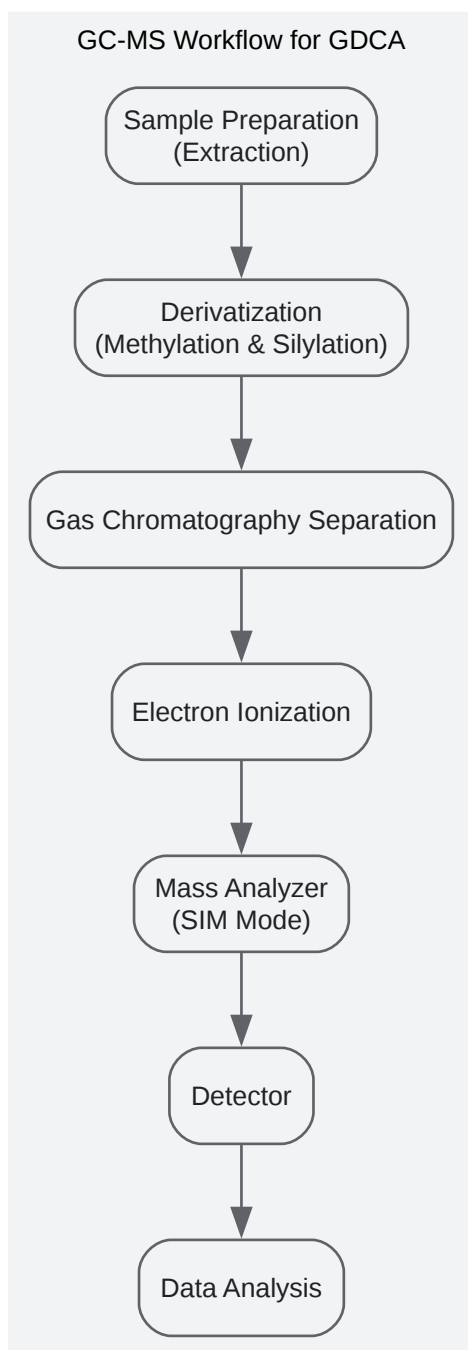 GC-MS Workflow for GDCA
Sample Preparation
(Extraction)
Derivatization
(Methylation & Silylation)
Gas Chromatography Separation
Electron Ionization
Mass Analyzer
(SIM Mode)
Detector
Data Analysis